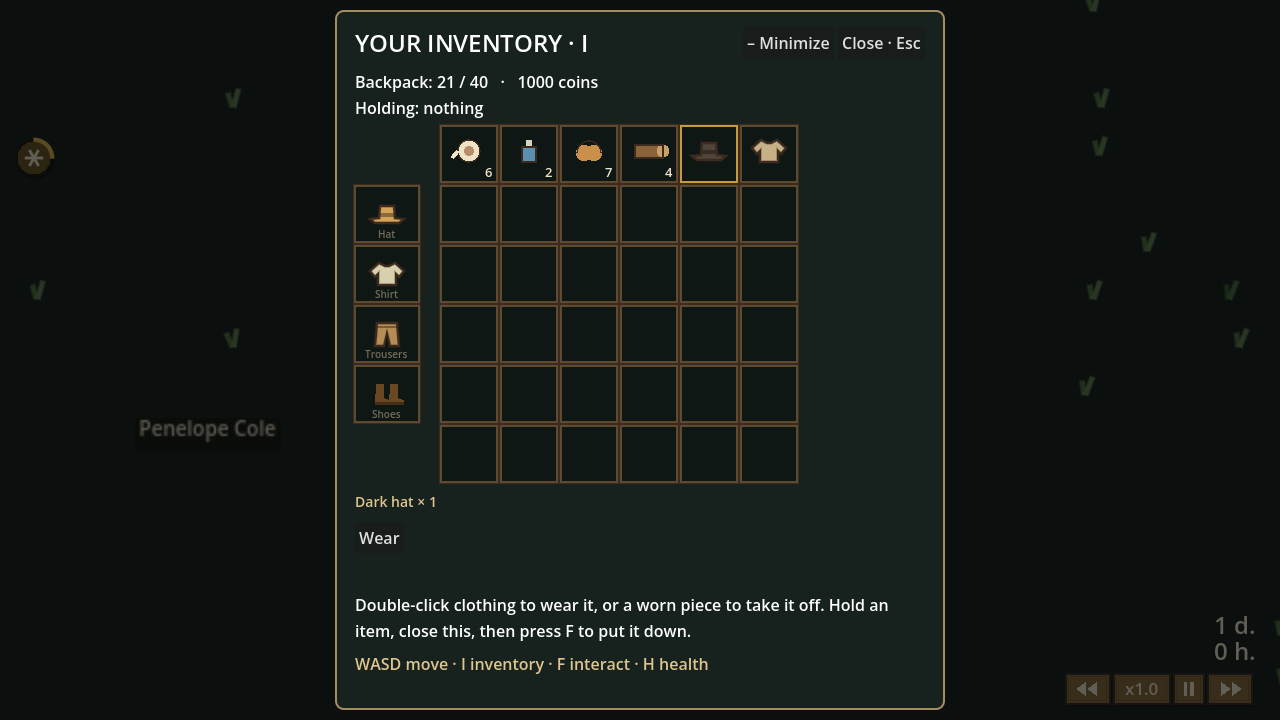 YOUR INVENTORY · I
– Minimize
Close · Esc
Backpack: 21 / 40 · 1000 coins
Holding: nothing
6
2
7
4
Hat
Shirt
Trousers
Shoes
Penelope Cole
Dark hat × 1
Wear
Double-click clothing to wear it, or a worn piece to take it off. Hold an
item, close this, then press F to put it down.
WASD move · I inventory · F interact · H health
1 d.
0 h.
x1.0